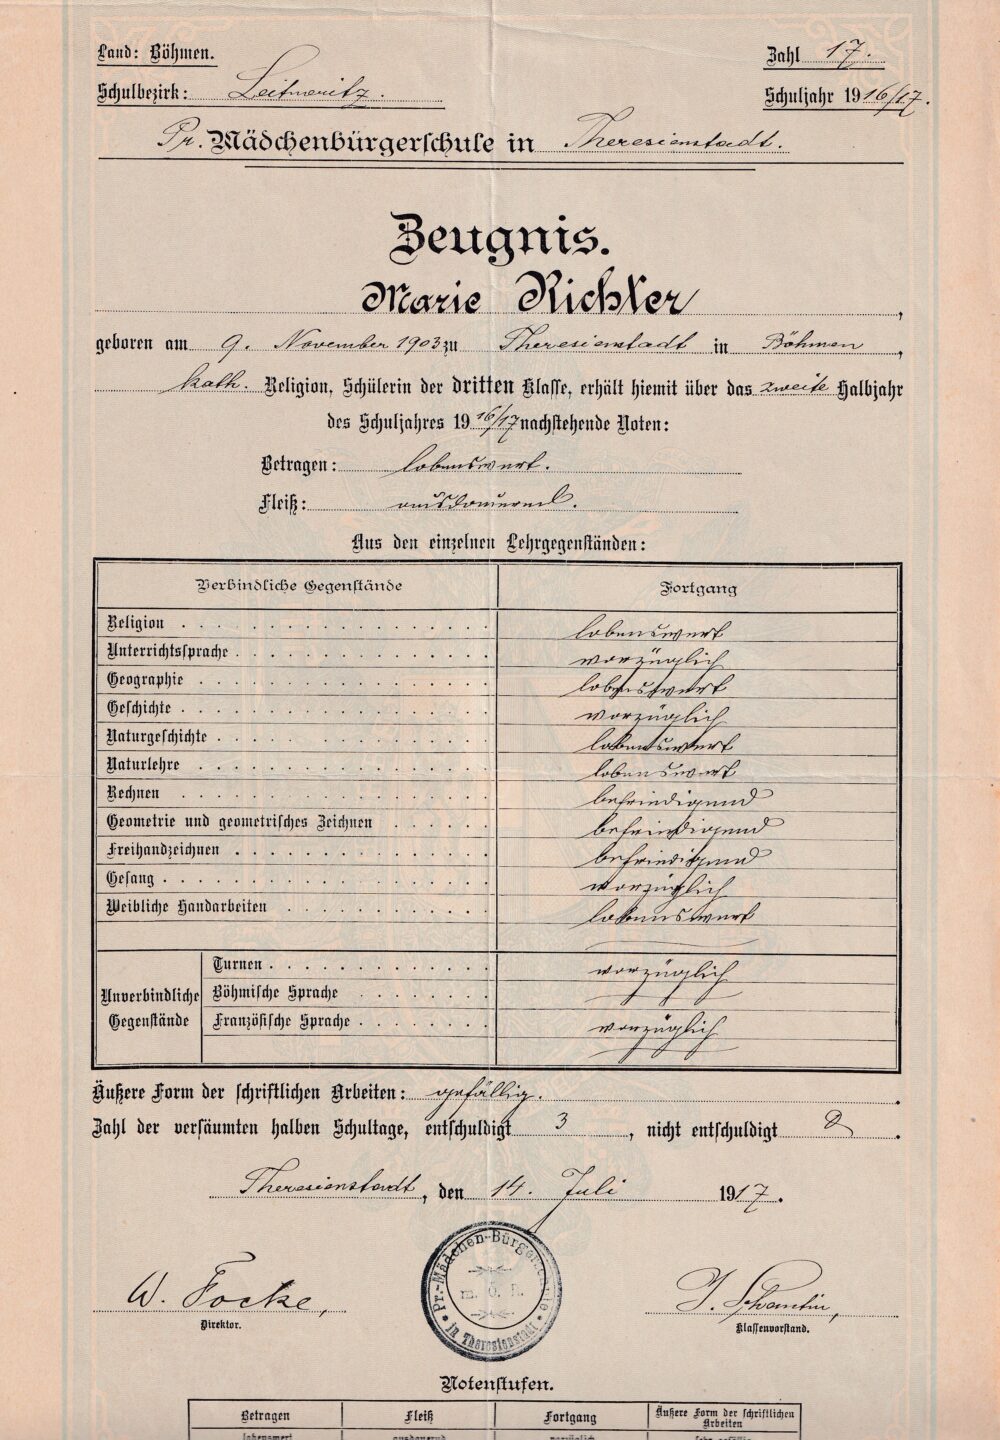 Land: Böhmen.
Zahl 17.
Schulbezirk: Leitmeritz.
Schuljahr 1916/17.
Pr. Mädchenbürgerschule in Theresienstadt.
Zeugnis.
Marie Richter,
geboren am 9. November 1903 zu Theresienstadt in Böhmen,
kath. Religion, Schülerin der dritten Klasse, erhält hiemit über das zweite Halbjahr
des Schuljahres 1916/17 nachstehende Noten:
Betragen: lobenswert.
Fleiß: ausdauernd.
Aus den einzelnen Lehrgegenständen:
Verbindliche Gegenstände Fortgang
Religion lobenswert
Unterrichtssprache vorzüglich
Geographie lobenswert
Geschichte vorzüglich
Naturgeschichte lobenswert
Naturlehre lobenswert
Rechnen befriedigend
Geometrie und geometrisches Zeichnen befriedigend
Freihandzeichnen befriedigend
Gesang vorzüglich
Weibliche Handarbeiten lobenswert
Unverbindliche Gegenstände
Turnen vorzüglich
Böhmische Sprache
Französische Sprache vorzüglich
Äußere Form der schriftlichen Arbeiten: gefällig.
Zahl der versäumten halben Schultage, entschuldigt 3, nicht entschuldigt
Theresienstadt, den 14. Juli 1917.
Pr.-Mädchen-Bürgerschule
m. Ö. R.
in Theresienstadt
W. Focke,
Direktor.
Klassenvorstand.
Notenstufen.
Betragen Fleiß Fortgang Äußere Form der schriftlichen Arbeiten
lobenswert ausdauernd vorzüglich sehr gefällig